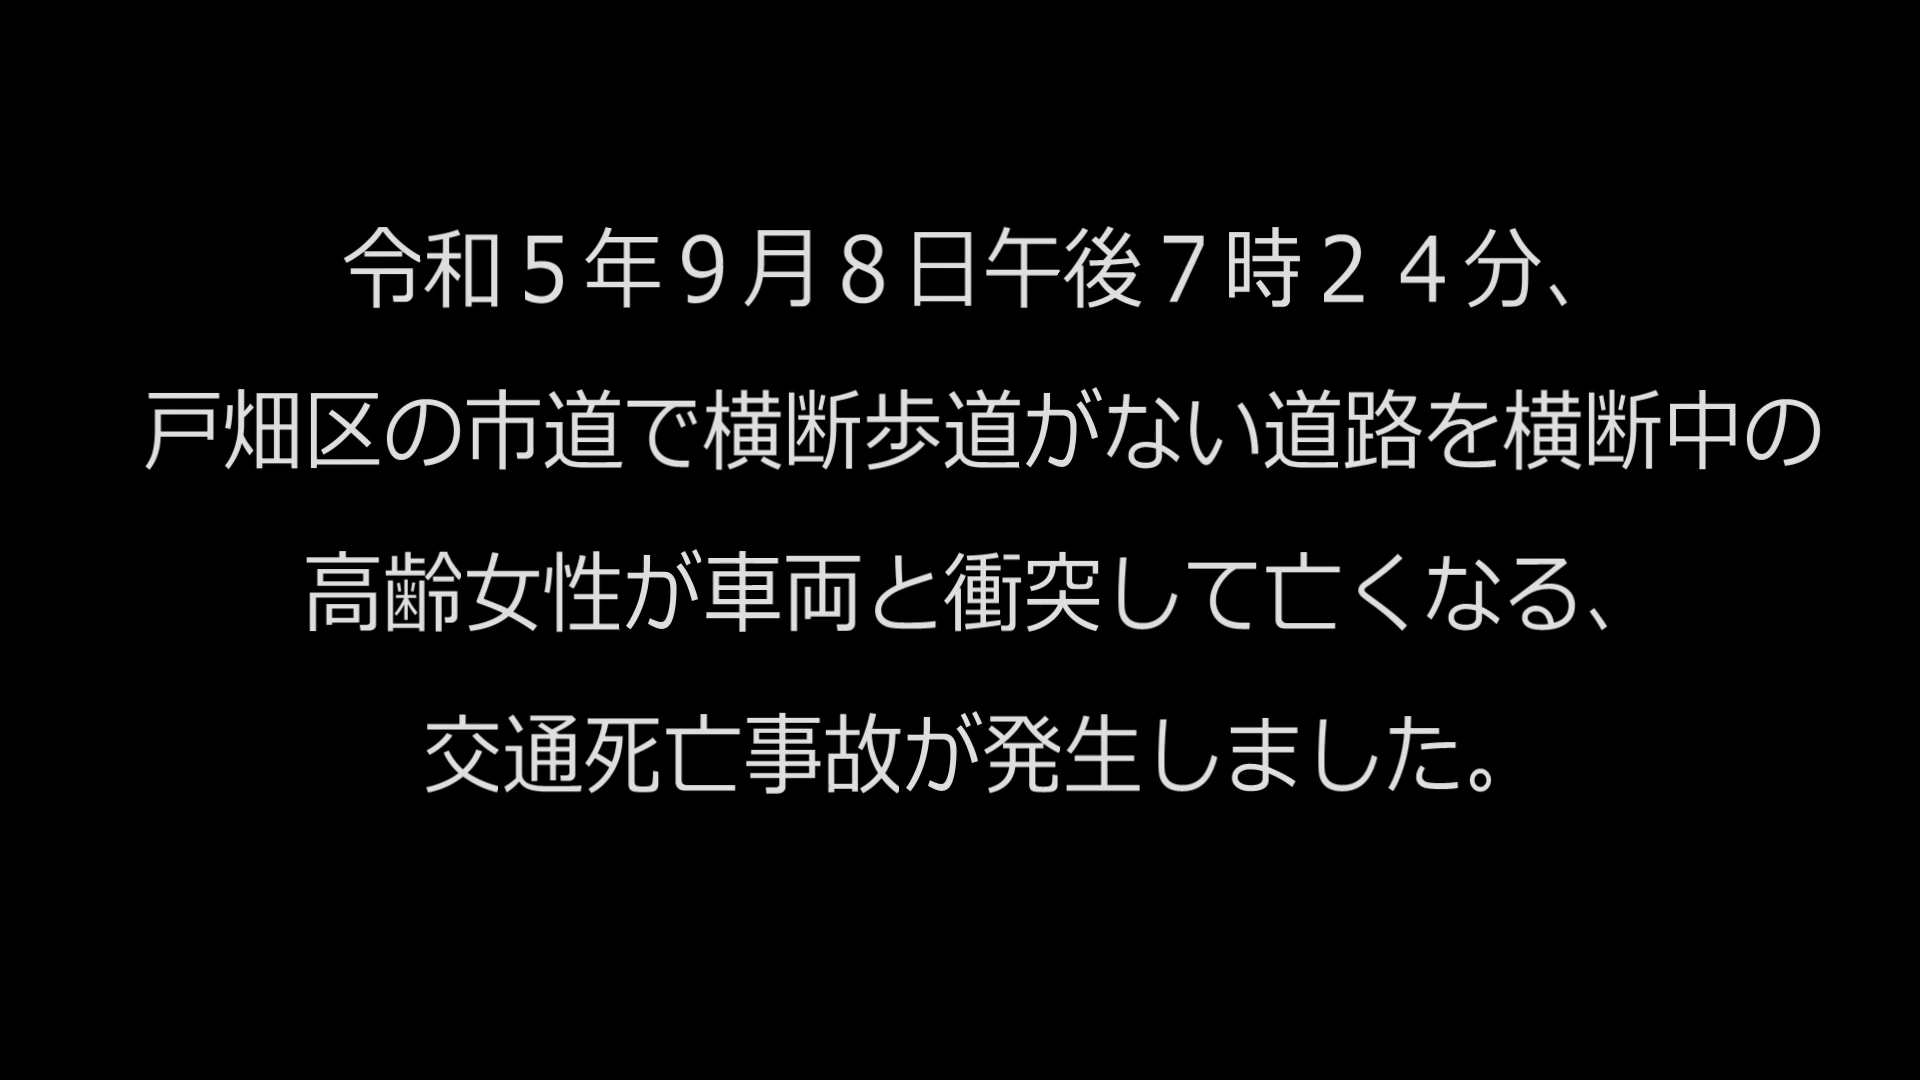 令和５年９月８日午後７時２４分、
戸畑区の市道で横断歩道がない道路を横断中の
高齢女性が車両と衝突して亡くなる、
交通死亡事故が発生しました。